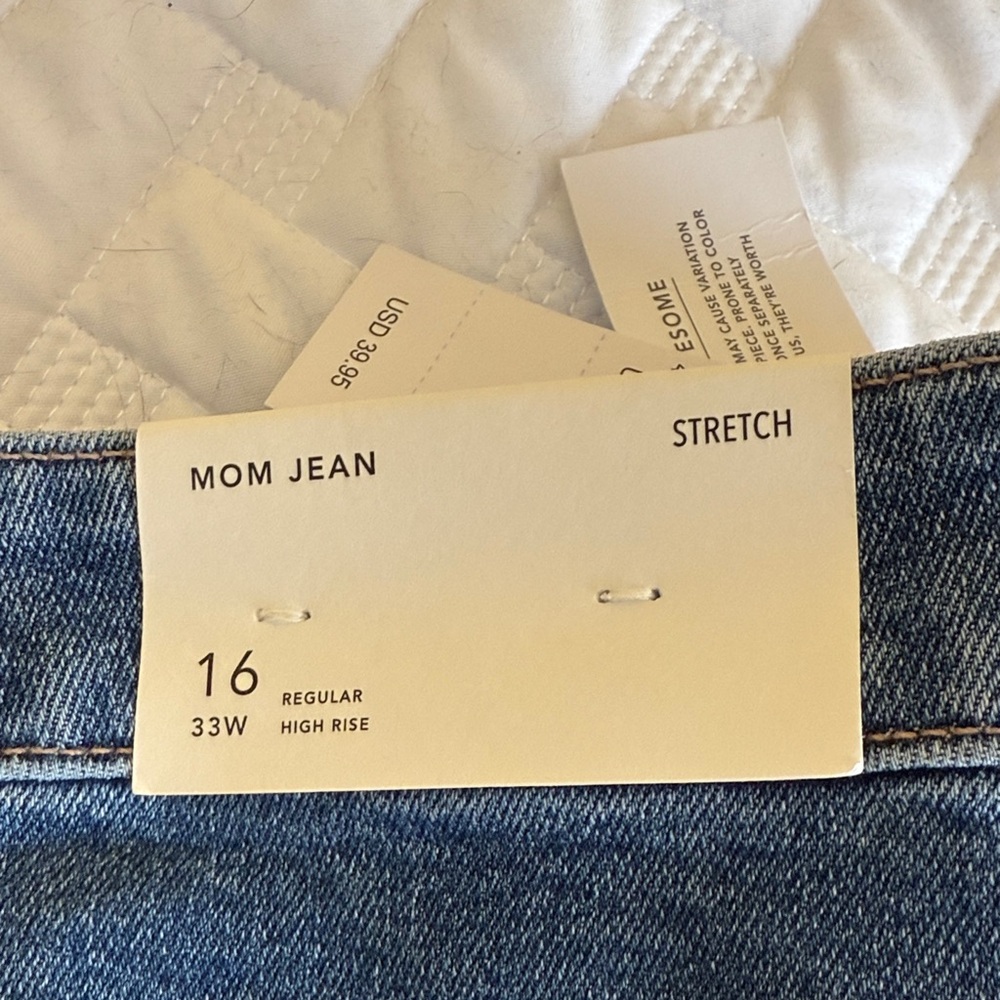 MOM JEAN
STRETCH
16
33W
REGULAR
HIGH RISE
USD 39.95
ESOME
MAY CAUSE VARIATION
PIECE. PRONE TO COLOR
ONCE SEPARATELY
US, THEY'RE WORTH